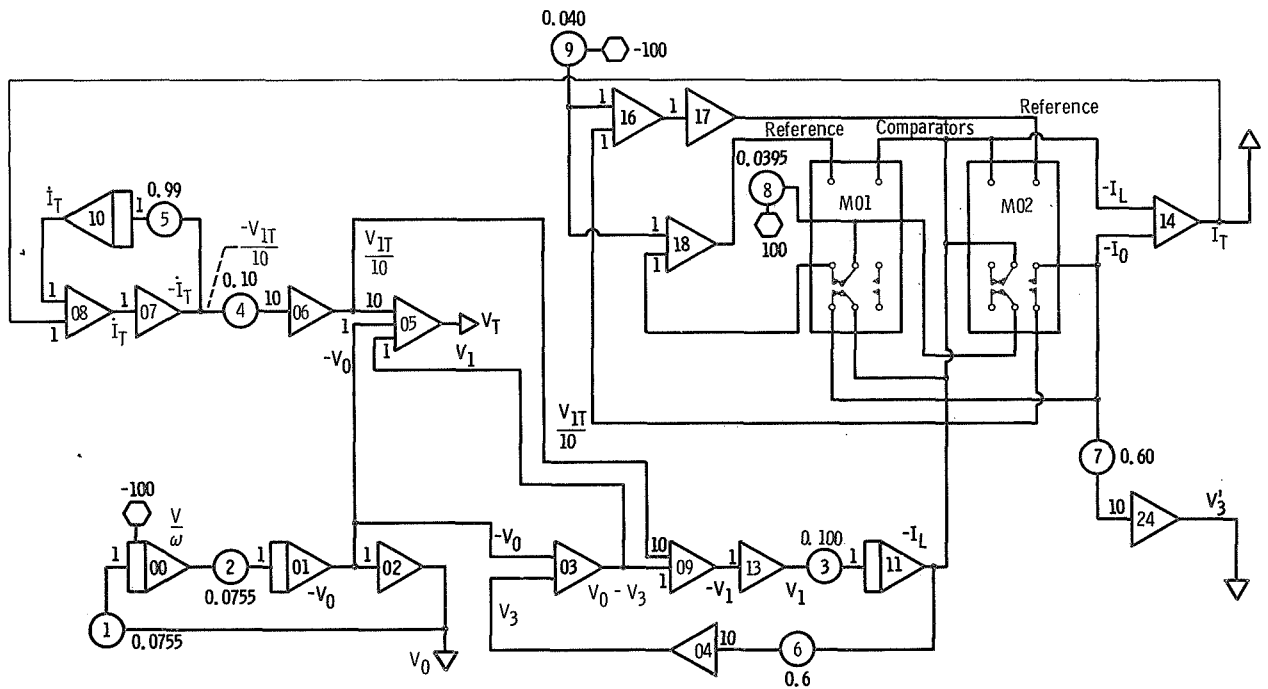 0.040
9
-100
1
1
16
1
17
Reference
Reference
Comparators
0.0395
8
100
M01
M02
1
1
18
-I_L
-I_0
14
I_T
İ_T
10
1
0.99
5
-V_1T/10
-İ_T
0.10
4
10
06
V_1T/10
10
1
1
05
V_T
1
1
08
1
İ_T
07
-V_0
V_1
V_1T/10
7
0.60
10
24
V_3'
-100
1
00
V/ω
2
0.0755
1
01
-V_0
1
02
1
0.0755
V_0
-V_0
03
V_3
V_0 - V_3
10
1
09
-V_1
1
13
V_1
0.100
3
1
11
-I_L
04
10
6
0.6